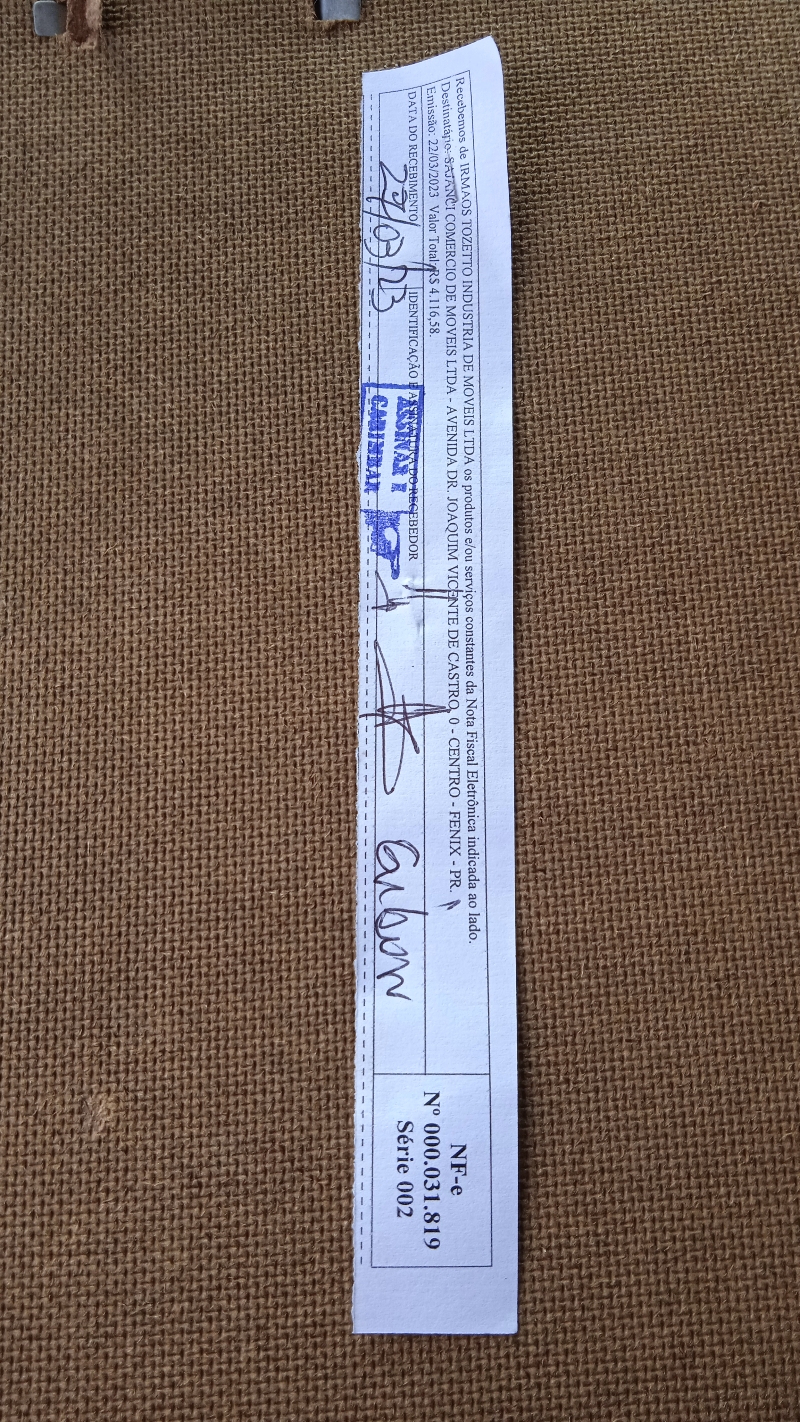 Recebemos de IRMAOS TOZETTO INDUSTRIA DE MOVEIS LTDA os produtos e/ou serviços constantes da Nota Fiscal Eletrônica indicada ao lado.
Destinatário: SAJANCI COMERCIO DE MOVEIS LTDA - AVENIDA DR. JOAQUIM VICENTE DE CASTRO, 0 - CENTRO - FENIX - PR.
Emissão: 22/03/2023 Valor Total: R$ 4.116,58.
DATA DO RECEBIMENTO
IDENTIFICAÇÃO E ASSINATURA DO RECEBEDOR
/03/23
ASSINAR E
CARIMBAR
NF-e
Nº 000.031.819
Série 002